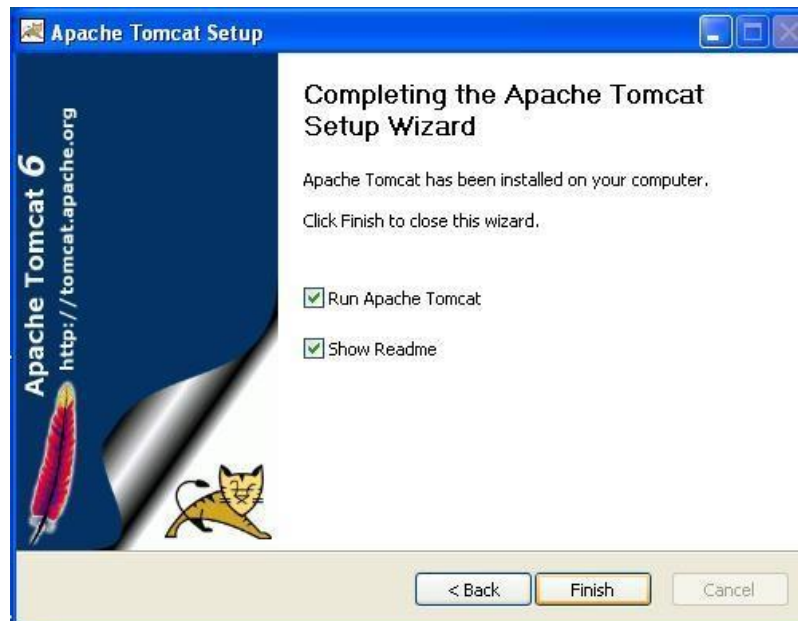 Apache Tomcat Setup
Apache Tomcat 6
http://tomcat.apache.org
Completing the Apache Tomcat
Setup Wizard
Apache Tomcat has been installed on your computer.
Click Finish to close this wizard.
Run Apache Tomcat
Show Readme
< Back
Finish
Cancel